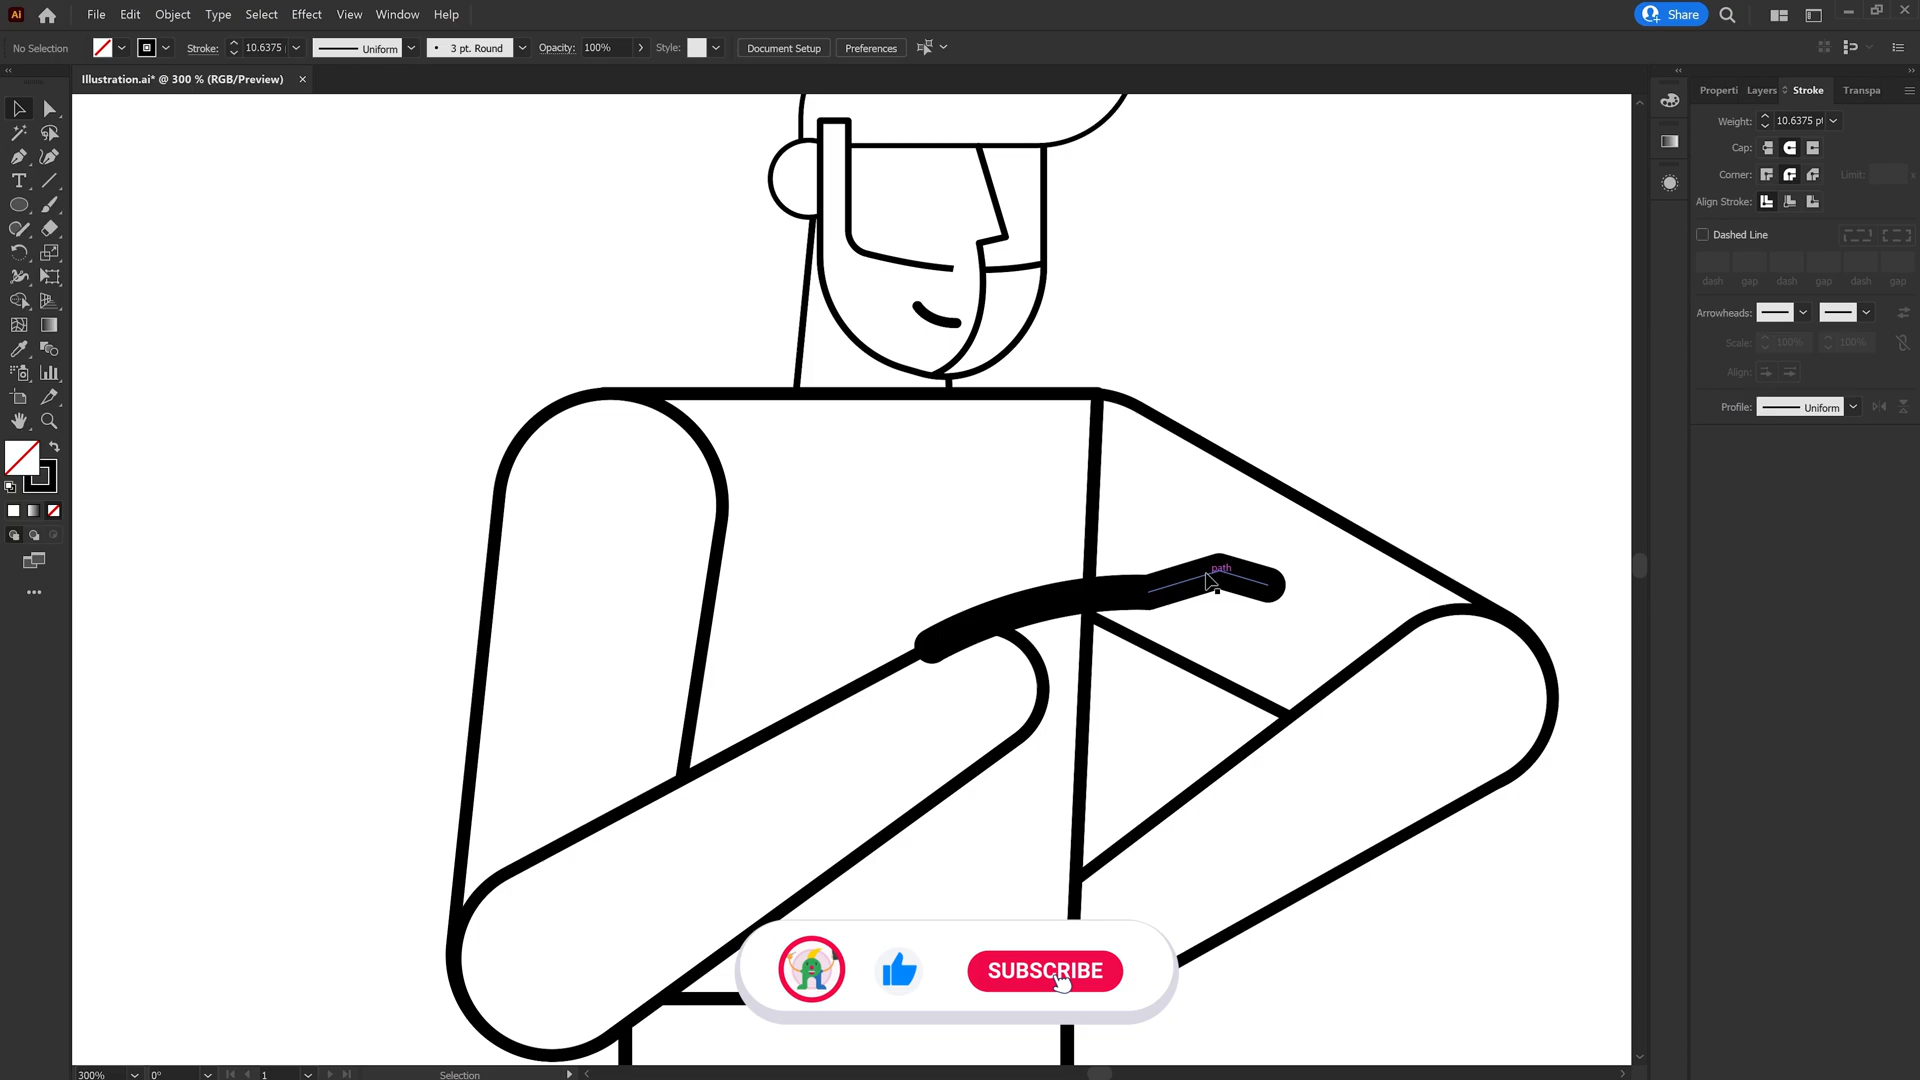 Ai File Edit Object Type Select Effect View Window Help Share
No Selection Stroke: 10.6375 Uniform 3 pt. Round Opacity: 100% Style: Document Setup Preferences
Illustration.ai* @ 300 % (RGB/Preview)
Properti Layers Stroke Transpa
Weight: 10.6375 pt
Cap:
Corner: Limit: x
Align Stroke:
Dashed Line
dash gap dash gap dash gap
Arrowheads:
Scale: 100% 100%
Align:
Profile: Uniform
path
SUBSCRIBE
300% 0° 1 Selection